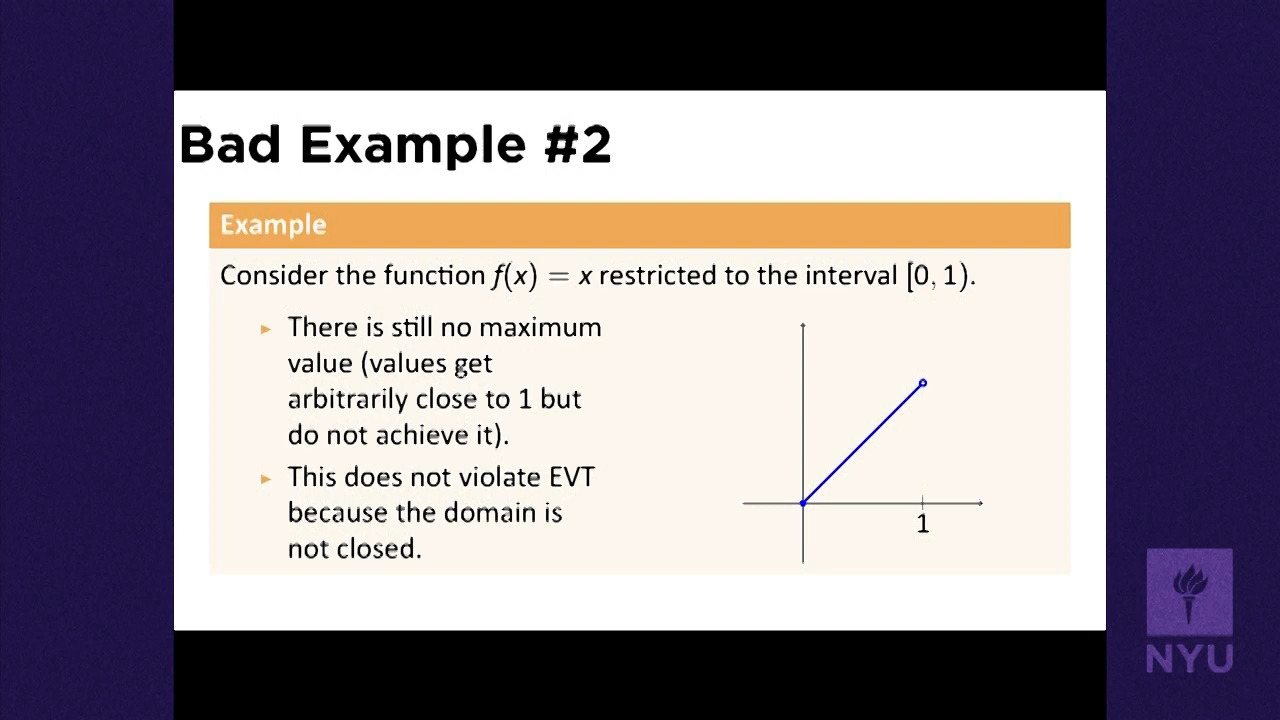 Bad Example #2
Example
Consider the function f(x) = x restricted to the interval [0, 1).
▸ There is still no maximum
value (values get
arbitrarily close to 1 but
do not achieve it).
▸ This does not violate EVT
because the domain is
not closed.
1
NYU